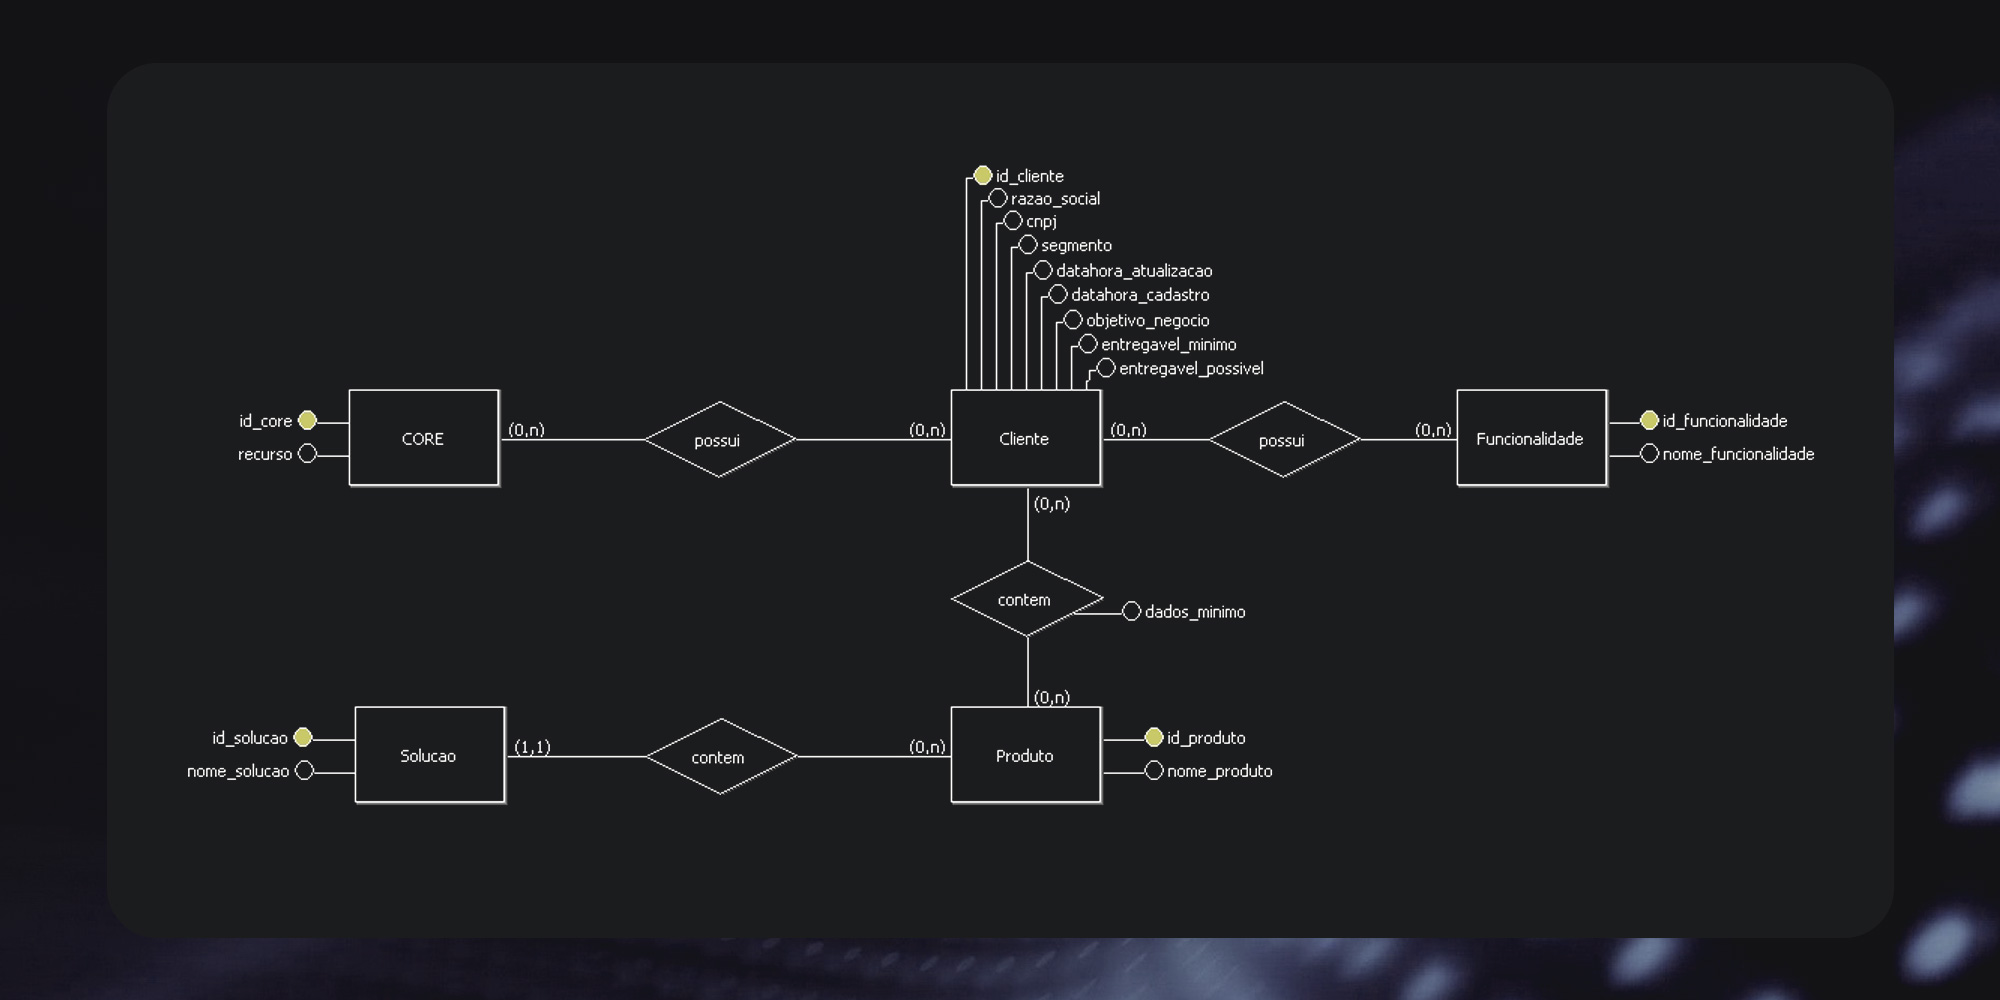 id_cliente
razao_social
cnpj
segmento
datahora_atualizacao
datahora_cadastro
objetivo_negocio
entregavel_minimo
entregavel_possivel
id_core
recurso
CORE
(0,n)
possui
(0,n)
Cliente
(0,n)
possui
(0,n)
Funcionalidade
id_funcionalidade
nome_funcionalidade
(0,n)
contem
dados_minimo
(0,n)
id_solucao
nome_solucao
Solucao
(1,1)
contem
(0,n)
Produto
id_produto
nome_produto